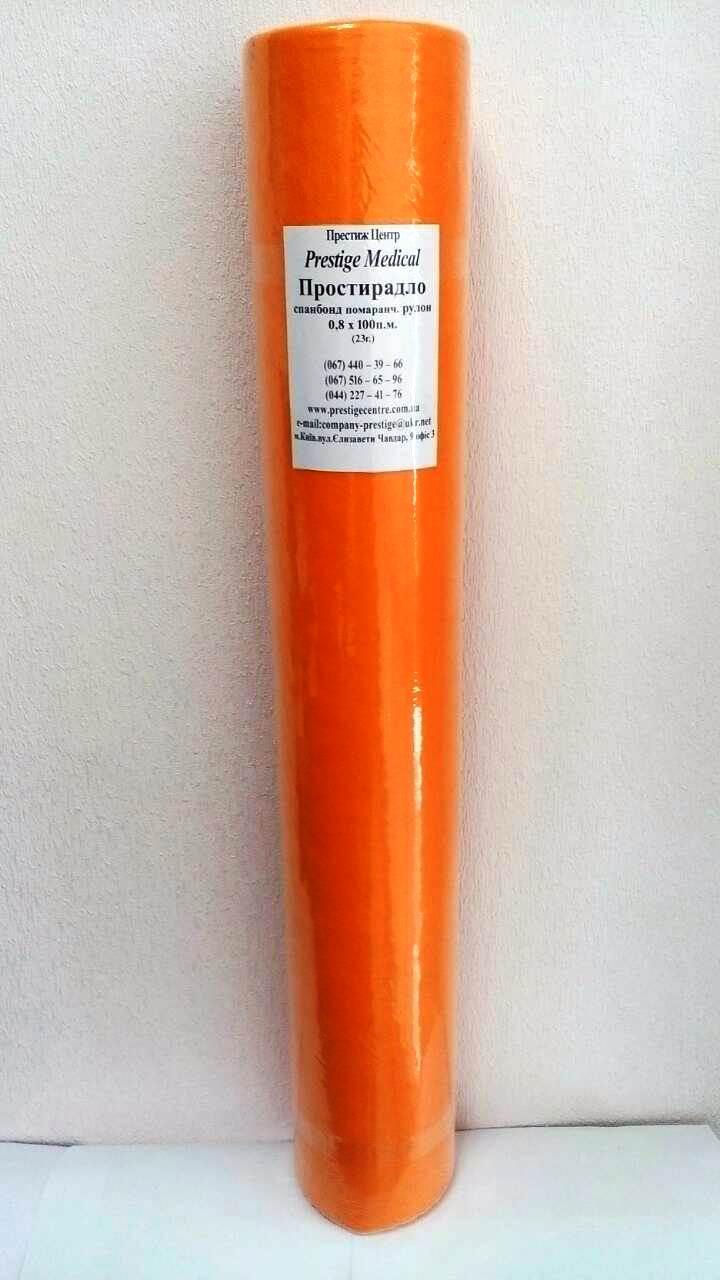 Престиж Центр
Prestige Medical
Простирадло
спанбонд помаранч. рулон
0,8 х 100п.м.
(23г.)
(067) 440 – 39 – 66
(067) 516 – 65 – 96
(044) 227 – 41 – 76
www.prestigecentre.com.ua
e-mail:company-prestige@ukr.net
м.Київ.вул.Єлизавети Чавдар, 9 офіс 3